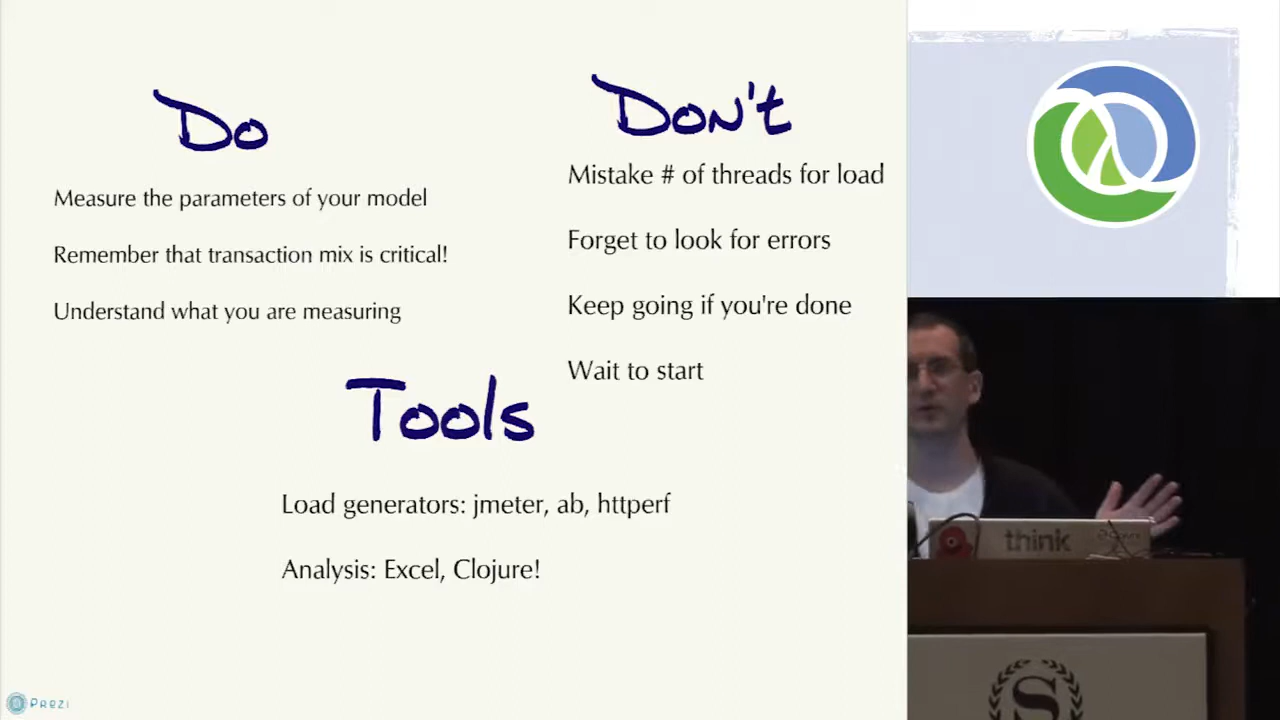 Do
Measure the parameters of your model
Remember that transaction mix is critical!
Understand what you are measuring
Don't
Mistake # of threads for load
Forget to look for errors
Keep going if you're done
Wait to start
Tools
Load generators: jmeter, ab, httperf
Analysis: Excel, Clojure!
Prezi
think
S